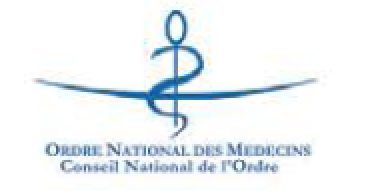 ORDRE NATIONAL DES MEDECINS
Conseil National de l'Ordre